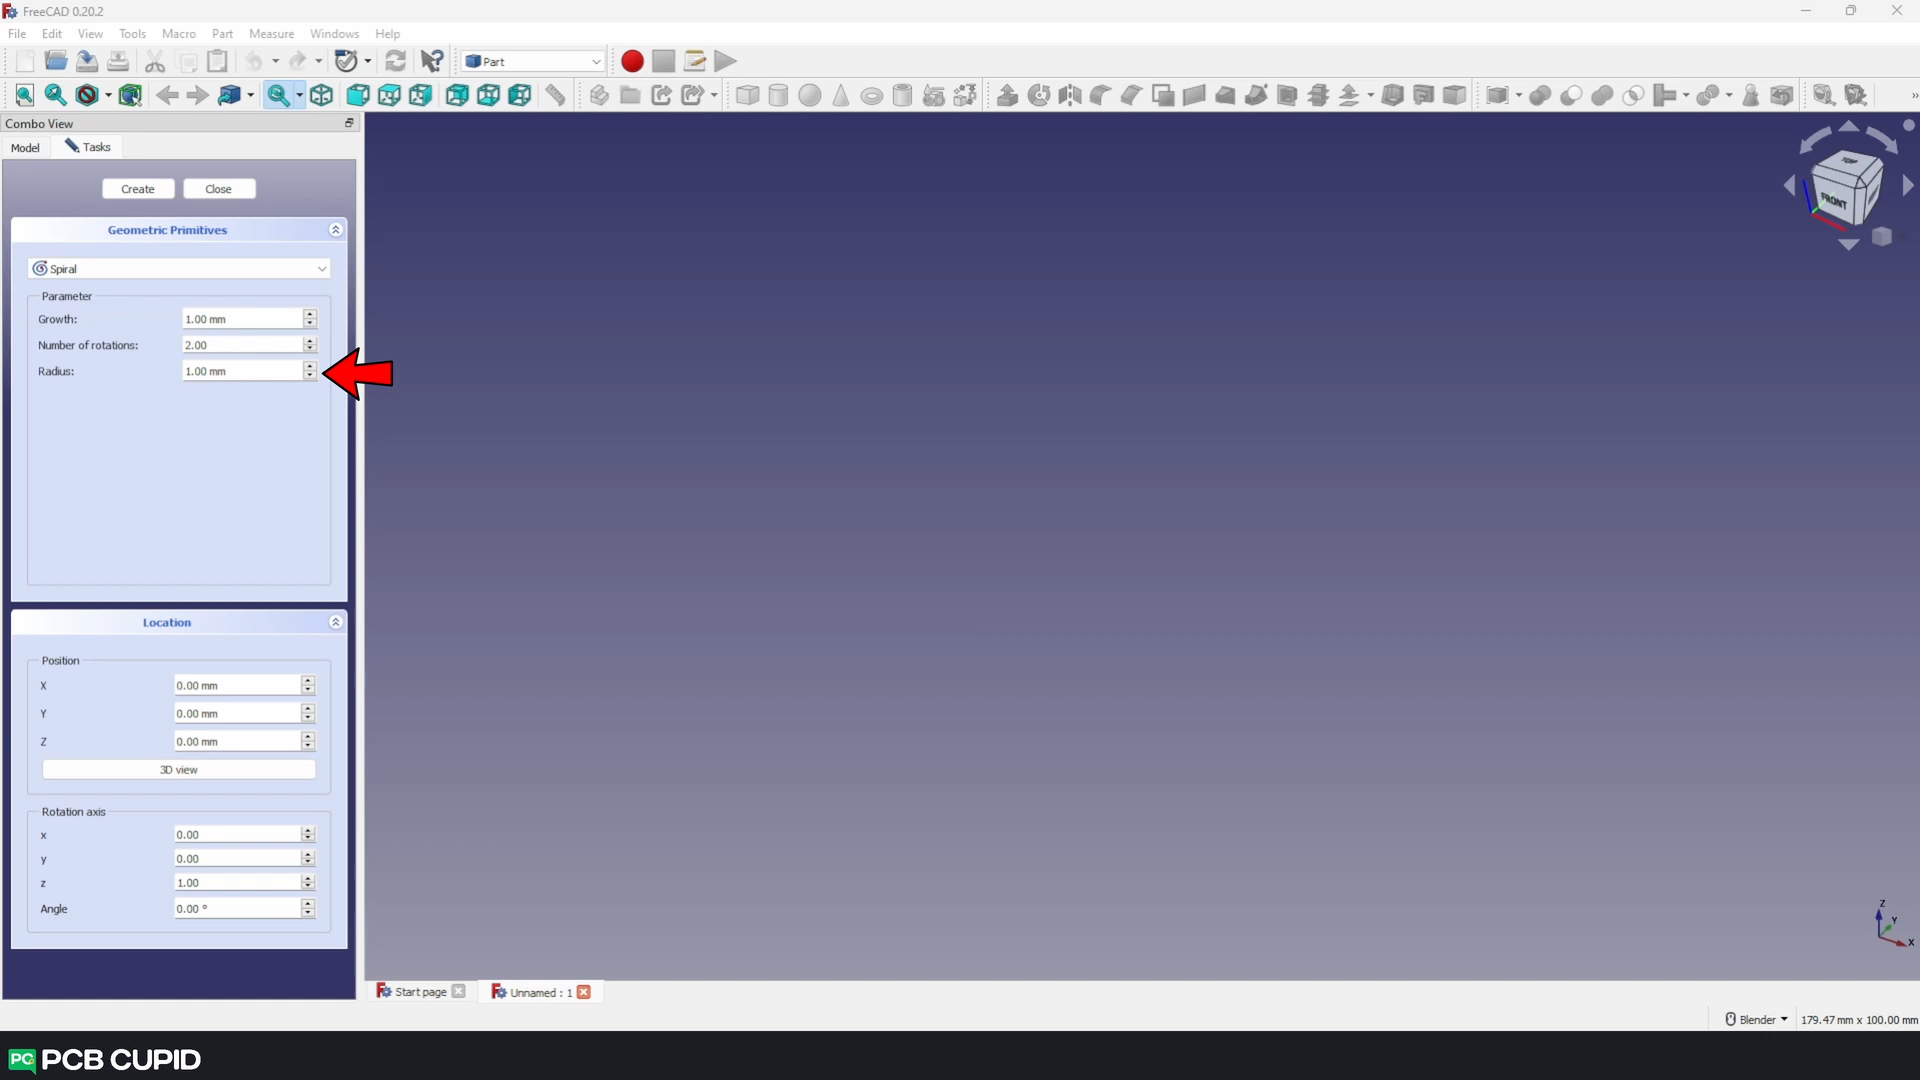 FreeCAD 0.20.2
File Edit View Tools Macro Part Measure Windows Help
Part
Combo View
Model Tasks
Create Close
Geometric Primitives
Spiral
Parameter
Growth: 1.00 mm
Number of rotations: 2.00
Radius: 1.00 mm
Location
Position
X 0.00 mm
Y 0.00 mm
Z 0.00 mm
3D view
Rotation axis
x 0.00
y 0.00
z 1.00
Angle 0.00 °
TOP
FRONT
Z
Y
X
Start page Unnamed : 1
Blender 179.47 mm x 100.00 mm
PC PCB CUPID